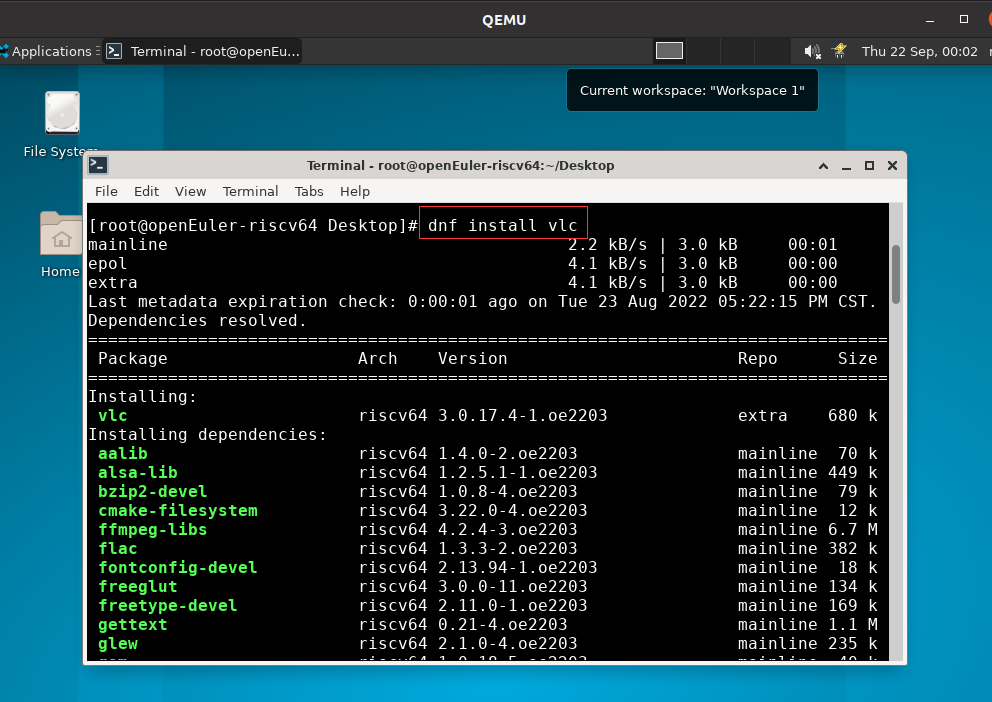 QEMU
Applications Terminal - root@openEu... Thu 22 Sep, 00:02
Current workspace: "Workspace 1"
File System
Home
Terminal - root@openEuler-riscv64:~/Desktop
File Edit View Terminal Tabs Help
[root@openEuler-riscv64 Desktop]# dnf install vlc
mainline 2.2 kB/s | 3.0 kB 00:01
epol 4.1 kB/s | 3.0 kB 00:00
extra 4.1 kB/s | 3.0 kB 00:00
Last metadata expiration check: 0:00:01 ago on Tue 23 Aug 2022 05:22:15 PM CST.
Dependencies resolved.
================================================================================
Package Arch Version Repo Size
================================================================================
Installing:
vlc riscv64 3.0.17.4-1.oe2203 extra 680 k
Installing dependencies:
aalib riscv64 1.4.0-2.oe2203 mainline 70 k
alsa-lib riscv64 1.2.5.1-1.oe2203 mainline 449 k
bzip2-devel riscv64 1.0.8-4.oe2203 mainline 79 k
cmake-filesystem riscv64 3.22.0-4.oe2203 mainline 12 k
ffmpeg-libs riscv64 4.2.4-3.oe2203 mainline 6.7 M
flac riscv64 1.3.3-2.oe2203 mainline 382 k
fontconfig-devel riscv64 2.13.94-1.oe2203 mainline 18 k
freeglut riscv64 3.0.0-11.oe2203 mainline 134 k
freetype-devel riscv64 2.11.0-1.oe2203 mainline 169 k
gettext riscv64 0.21-4.oe2203 mainline 1.1 M
glew riscv64 2.1.0-4.oe2203 mainline 235 k